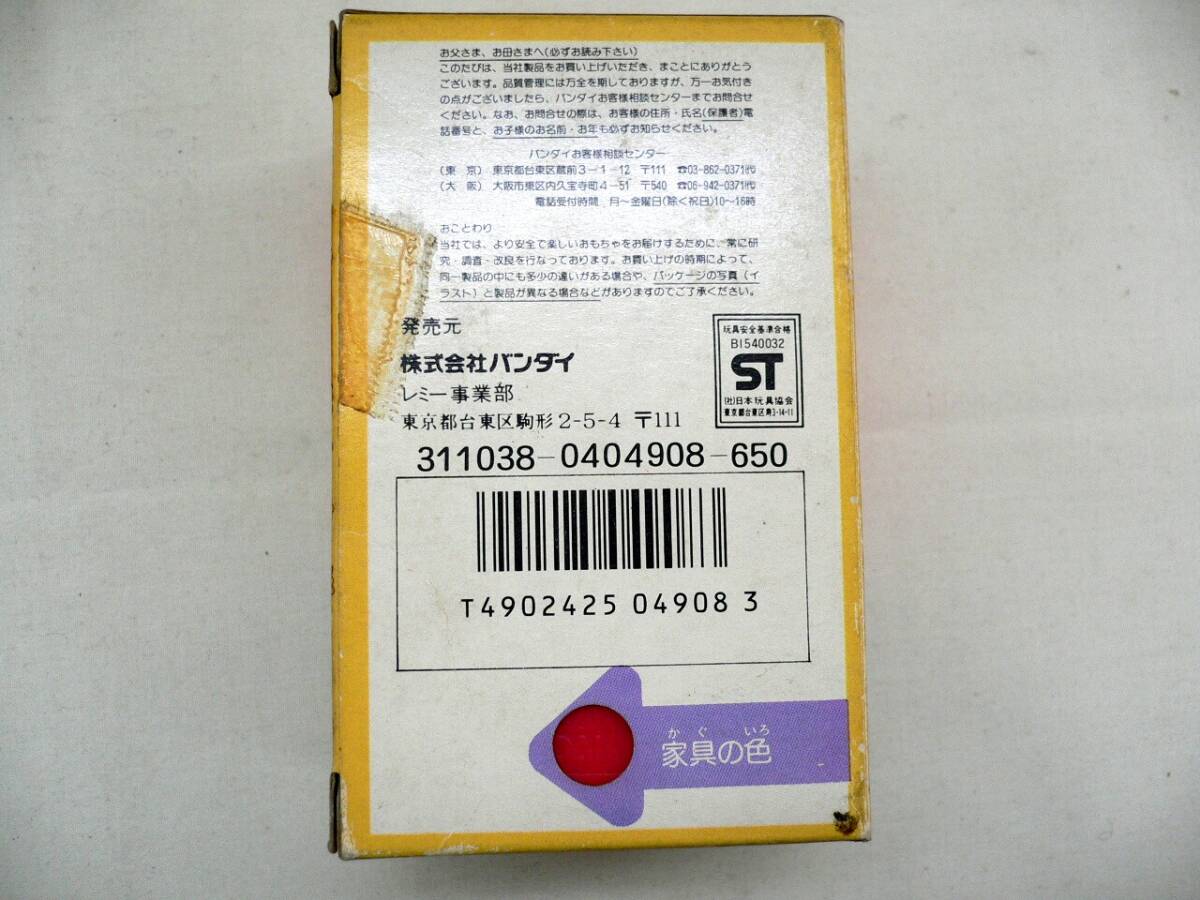 お父さま、お母さまへ(必ずお読み下さい)
このたびは、当社製品をお買い上げいただき、まことにありがとう
ございます。品質管理には万全を期しておりますが、万一お気付き
の点がございましたら、バンダイお客様相談センターまでお問合せ
ください。なお、お問合せの際は、お客様の住所・氏名(保護者)電
話番号と、お子様のお名前・お年も必ずお知らせください。
バンダイお客様相談センター
(東 京) 東京都台東区蔵前3-1-12 〒111 ☎03-862-0371㈹
(大 阪) 大阪市東区内久宝寺町4-51 〒540 ☎06-942-0371㈹
電話受付時間 月~金曜日(除く祝日)10~16時
おことわり
当社では、より安全で楽しいおもちゃをお届けするために、常に研
究・調査・改良を行なっております。お買い上げの時期によって、
同一製品の中にも多少の違いがある場合や、パッケージの写真(イ
ラスト)と製品が異なる場合などがありますのでご了承ください。
発売元
株式会社バンダイ
レミー事業部
東京都台東区駒形2-5-4 〒111
玩具安全基準合格
BI540032
ST
(社)日本玩具協会
東京都台東区寿3-14-11
311038-0404908-650
T4902425 04908 3
かぐ いろ
家具の色